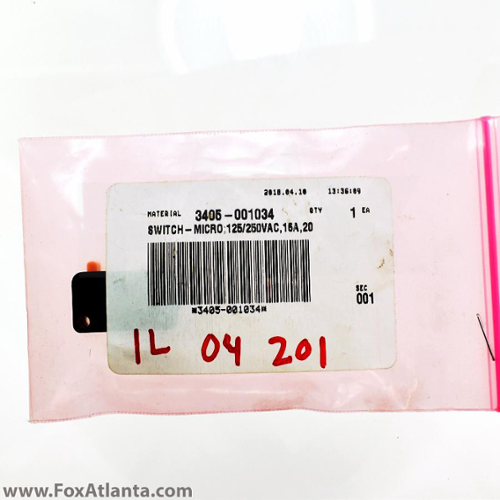 2018.04.10 13:36:09
MATERIAL 3405-001034 QTY 1 EA
SWITCH-MICRO;125/250VAC,15A,20
SEC
001
*3405-001034*
1L 04 201
www.FoxAtlanta.com